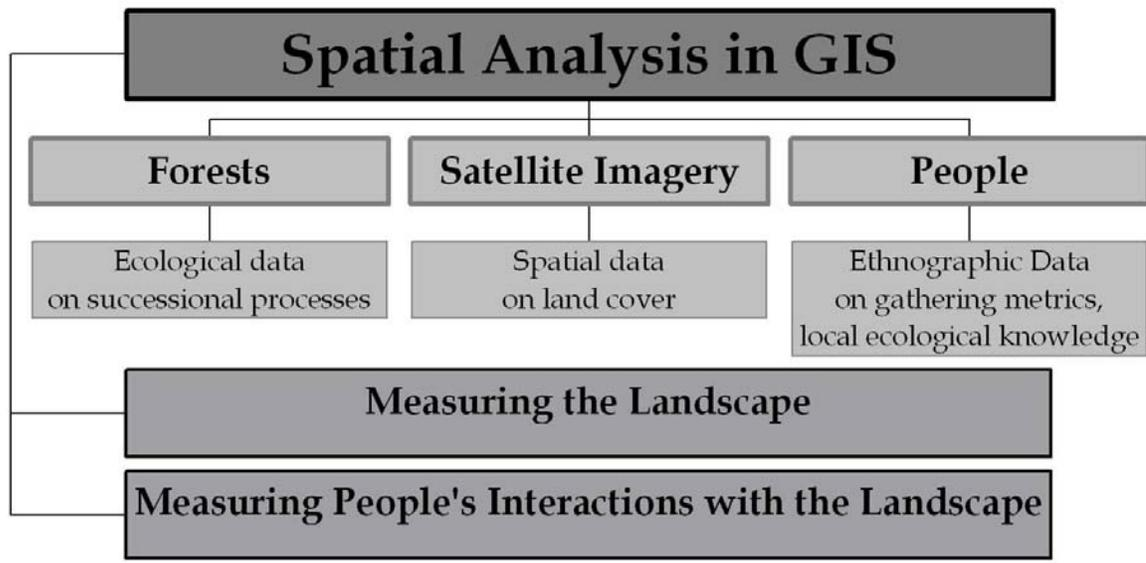 Spatial Analysis in GIS
Forests
Satellite Imagery
People
Ecological data
on successional processes
Spatial data
on land cover
Ethnographic Data
on gathering metrics,
local ecological knowledge
Measuring the Landscape
Measuring People's Interactions with the Landscape